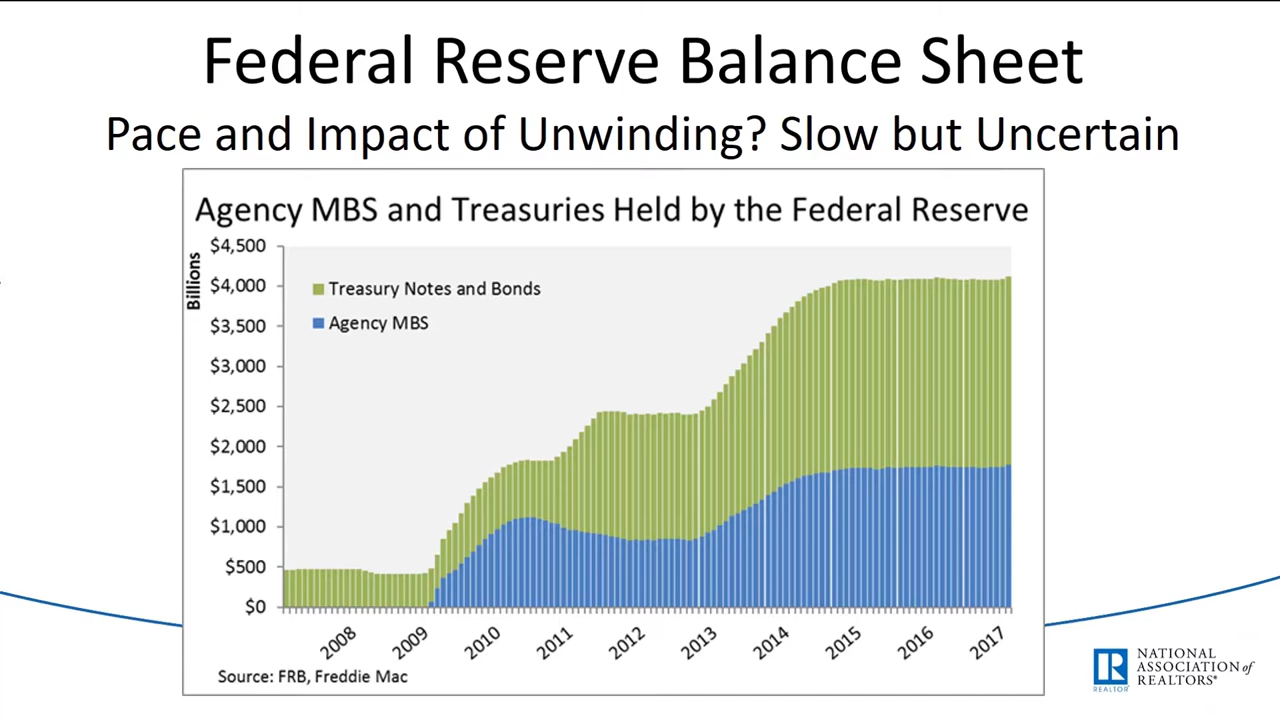 Federal Reserve Balance Sheet
Pace and Impact of Unwinding? Slow but Uncertain
Agency MBS and Treasuries Held by the Federal Reserve
Billions
$4,500
$4,000
$3,500
$3,000
$2,500
$2,000
$1,500
$1,000
$500
$0
Treasury Notes and Bonds
Agency MBS
2008 2009 2010 2011 2012 2013 2014 2015 2016 2017
Source: FRB, Freddie Mac
REALTOR®
NATIONAL
ASSOCIATION of
REALTORS®